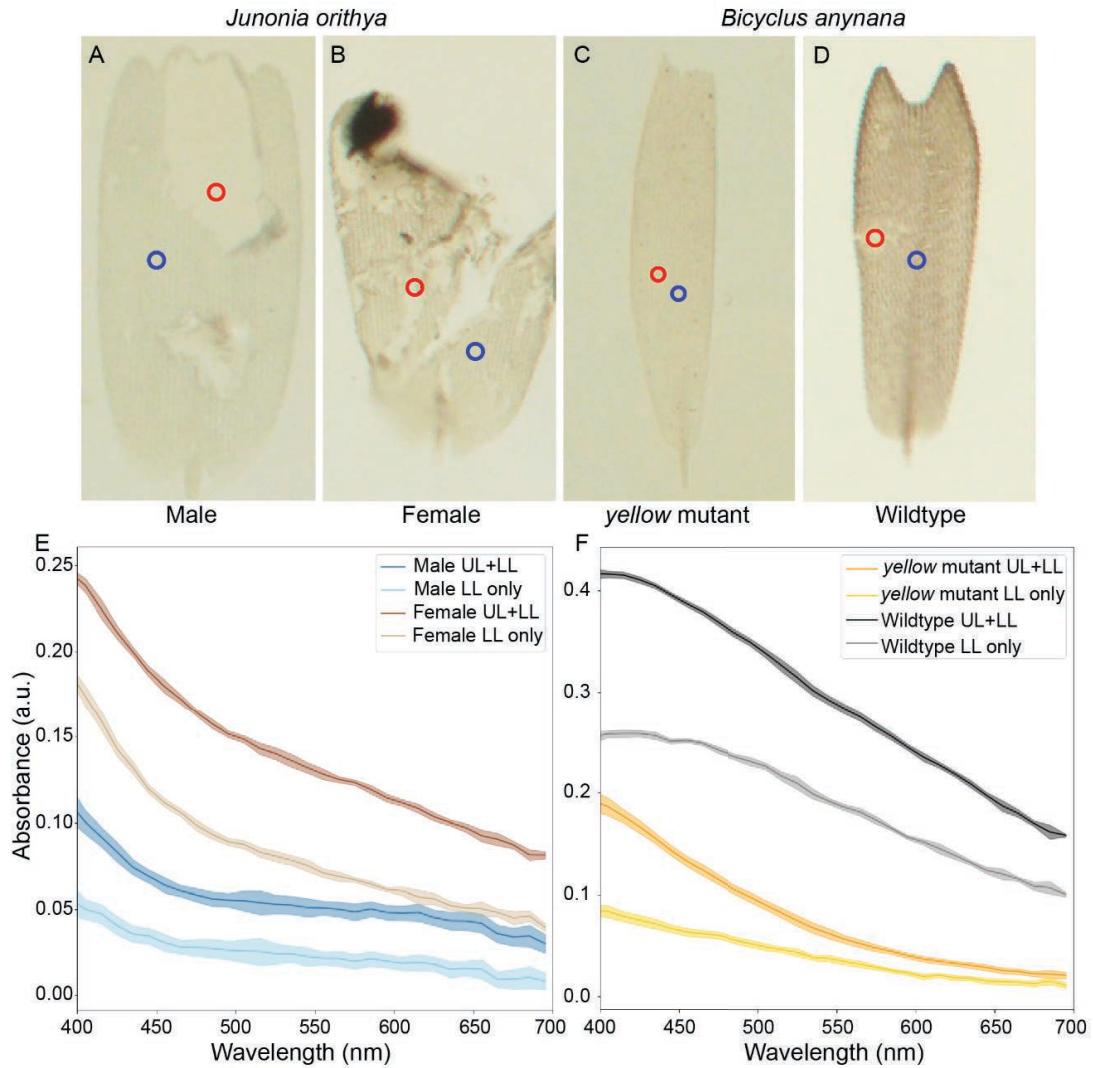 Junonia orithya
Bicyclus anynana
A
B
C
D
Male
Female
yellow mutant
Wildtype
E
0.25
0.20
0.15
0.10
0.05
0.00
Absorbance (a.u.)
Male UL+LL
Male LL only
Female UL+LL
Female LL only
400
450
500
550
600
650
700
Wavelength (nm)
F
0.4
0.3
0.2
0.1
0.0
yellow mutant UL+LL
yellow mutant LL only
Wildtype UL+LL
Wildtype LL only
400
450
500
550
600
650
700
Wavelength (nm)